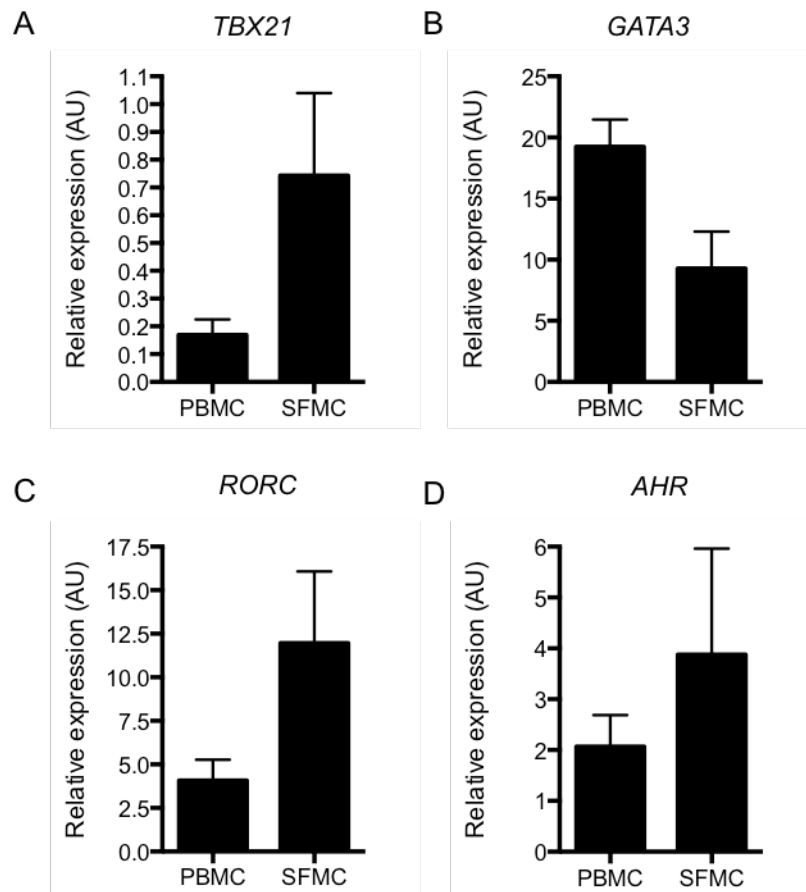 A
TBX21
Relative expression (AU)
1.1
1.0
0.9
0.8
0.7
0.6
0.5
0.4
0.3
0.2
0.1
0.0
PBMC SFMC
B
GATA3
Relative expression (AU)
25
20
15
10
5
0
PBMC SFMC
C
RORC
Relative expression (AU)
17.5
15.0
12.5
10.0
7.5
5.0
2.5
0.0
PBMC SFMC
D
AHR
Relative expression (AU)
6
5
4
3
2
1
0
PBMC SFMC